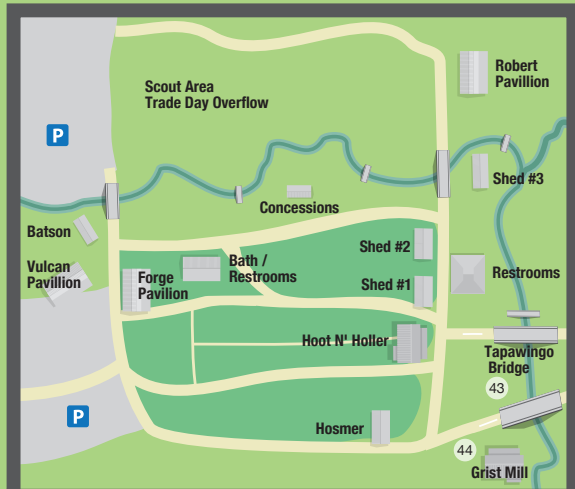 Robert
Pavillion
Scout Area
Trade Day Overflow
P
Shed #3
Concessions
Batson
Shed #2
Vulcan
Pavillion
Bath /
Restrooms
Forge
Pavilion
Restrooms
Shed #1
Hoot N' Holler
Tapawingo
Bridge
43
P
Hosmer
44
Grist Mill